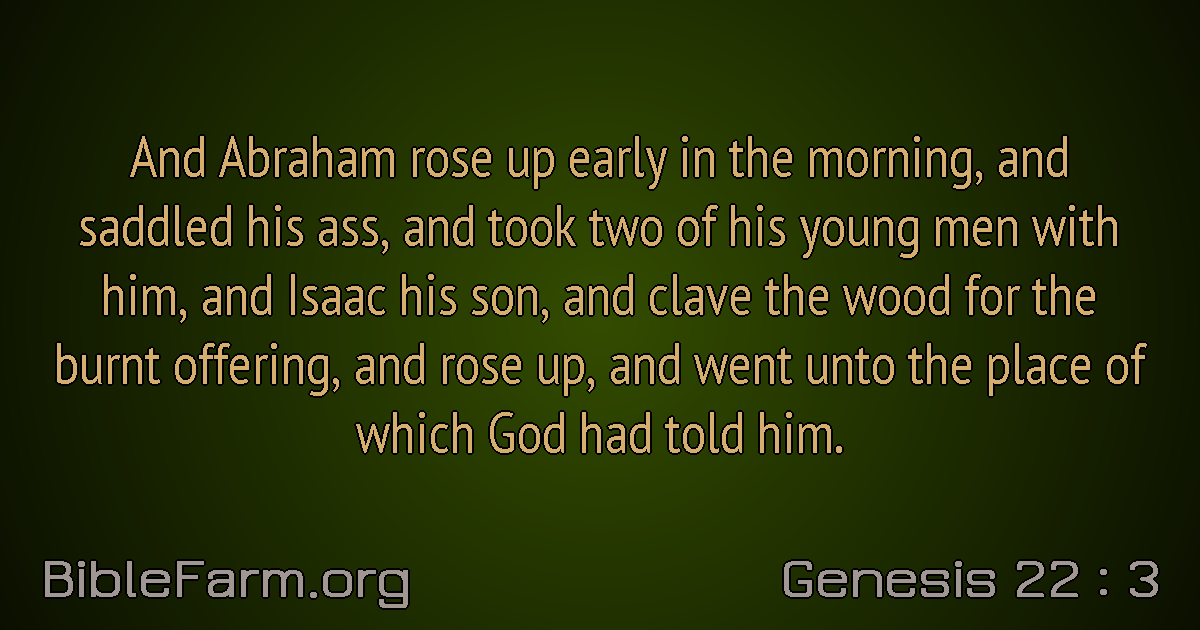 And Abraham rose up early in the morning, and
saddled his ass, and took two of his young men with
him, and Isaac his son, and clave the wood for the
burnt offering, and rose up, and went unto the place of
which God had told him.
BibleFarm.org
Genesis 22 : 3